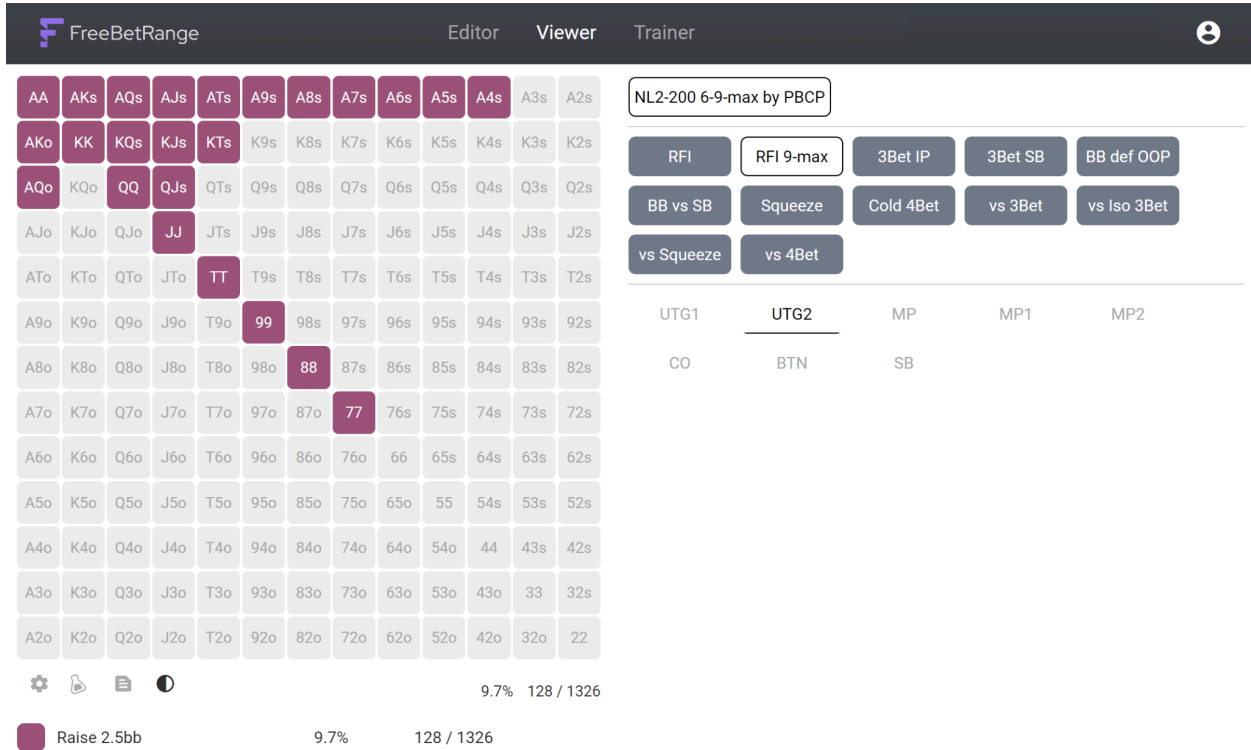 FreeBetRange Editor Viewer Trainer
AA AKs AQs AJs ATs A9s A8s A7s A6s A5s A4s A3s A2s
AKo KK KQs KJs KTs K9s K8s K7s K6s K5s K4s K3s K2s
AQo KQo QQ QJs QTs Q9s Q8s Q7s Q6s Q5s Q4s Q3s Q2s
AJo KJo QJo JJ JTs J9s J8s J7s J6s J5s J4s J3s J2s
ATo KTo QTo JTo TT T9s T8s T7s T6s T5s T4s T3s T2s
A9o K9o Q9o J9o T9o 99 98s 97s 96s 95s 94s 93s 92s
A8o K8o Q8o J8o T8o 98o 88 87s 86s 85s 84s 83s 82s
A7o K7o Q7o J7o T7o 97o 87o 77 76s 75s 74s 73s 72s
A6o K6o Q6o J6o T6o 96o 86o 76o 66 65s 64s 63s 62s
A5o K5o Q5o J5o T5o 95o 85o 75o 65o 55 54s 53s 52s
A4o K4o Q4o J4o T4o 94o 84o 74o 64o 54o 44 43s 42s
A3o K3o Q3o J3o T3o 93o 83o 73o 63o 53o 43o 33 32s
A2o K2o Q2o J2o T2o 92o 82o 72o 62o 52o 42o 32o 22
9.7% 128 / 1326
Raise 2.5bb 9.7% 128 / 1326
NL2-200 6-9-max by PBCP
RFI RFI 9-max 3Bet IP 3Bet SB BB def OOP
BB vs SB Squeeze Cold 4Bet vs 3Bet vs Iso 3Bet
vs Squeeze vs 4Bet
UTG1 UTG2 MP MP1 MP2
CO BTN SB